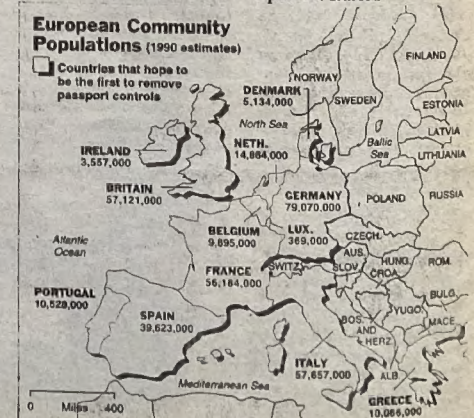 European Community
Populations (1990 estimates)
Countries that hope to
be the first to remove
passport controls
NORWAY
FINLAND
SWEDEN
DENMARK
5,134,000
ESTONIA
North Sea
Baltic
Sea
LATVIA
LITHUANIA
IRELAND
3,557,000
NETH.
14,864,000
BRITAIN
57,121,000
GERMANY
79,070,000
POLAND
RUSSIA
BELGIUM
9,895,000
LUX.
369,000
CZECH.
Atlantic
Ocean
AUS.
FRANCE
56,184,000
SWITZ.
SLOV.
HUNG.
ROM.
CROA.
PORTUGAL
10,528,000
SPAIN
39,623,000
BOS.
AND
HERZ.
YUGO.
BULG.
MACE.
ITALY
57,657,000
ALB.
Mediterranean Sea
GREECE
10,066,000
0 Miles 400